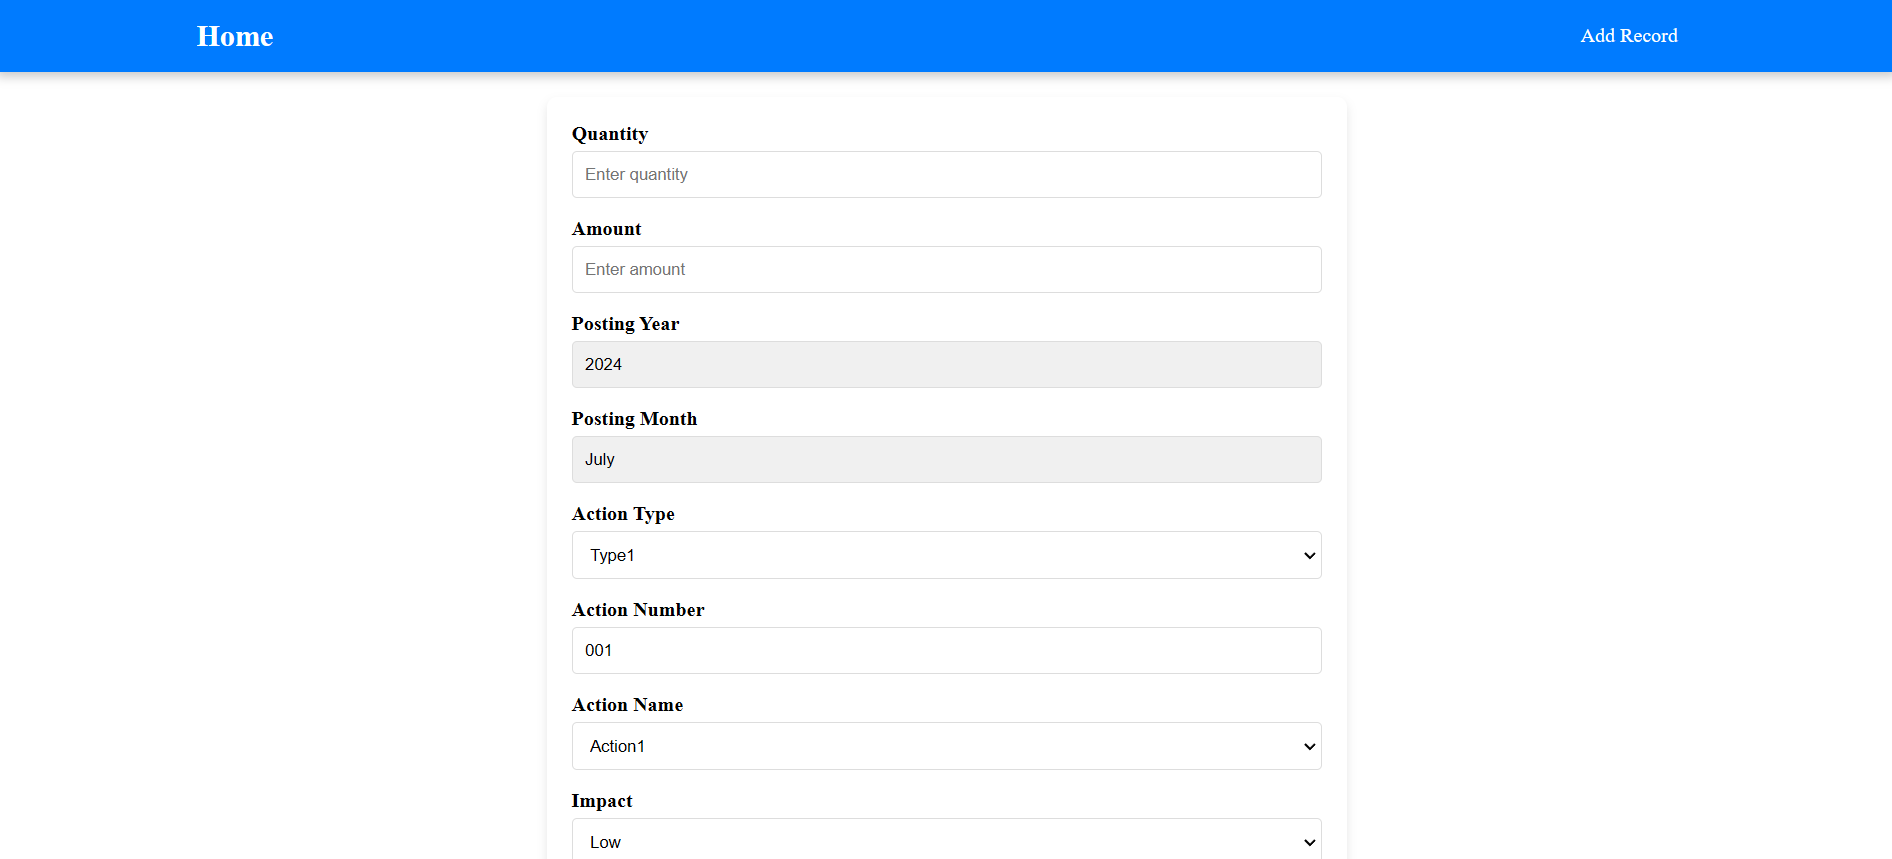 Home
Add Record
Quantity
Enter quantity
Amount
Enter amount
Posting Year
2024
Posting Month
July
Action Type
Type1
Action Number
001
Action Name
Action1
Impact
Low